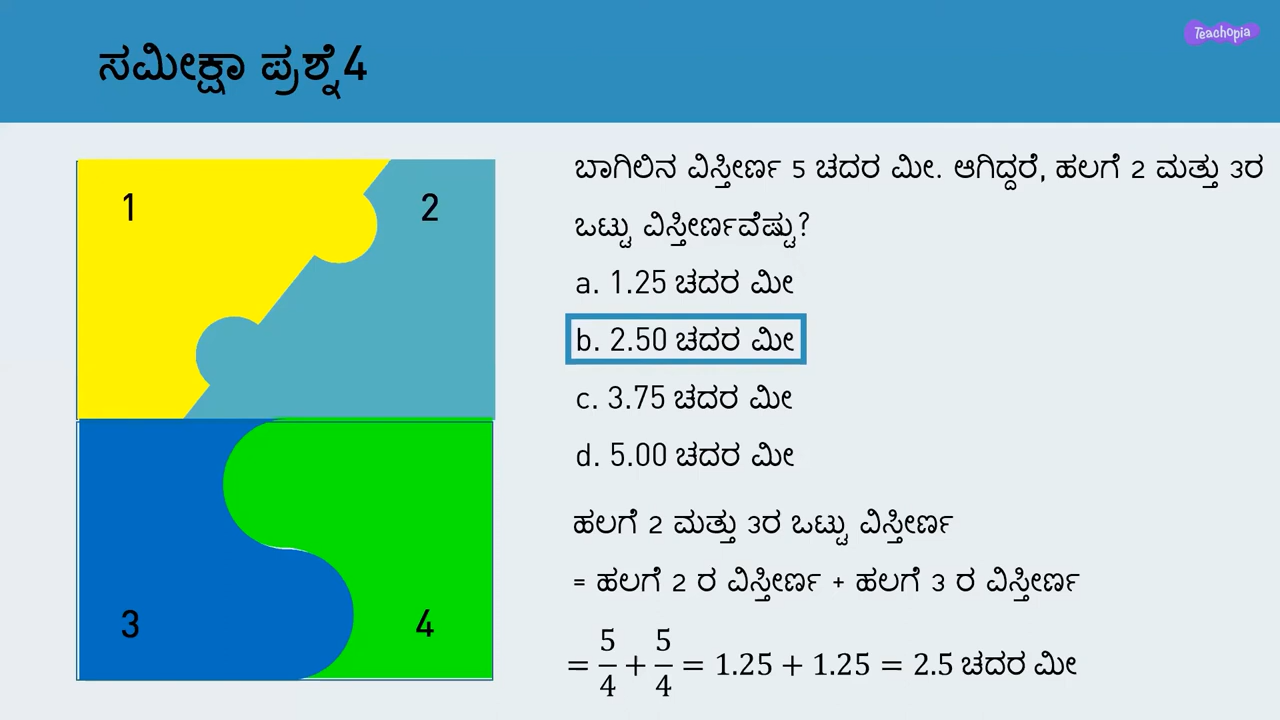 ಸಮೀಕ್ಷಾ ಪ್ರಶ್ನೆ4
Teachopia
1
2
3
4
ಬಾಗಿಲಿನ ವಿಸ್ತೀರ್ಣ 5 ಚದರ ಮೀ. ಆಗಿದ್ದರೆ, ಹಲಗೆ 2 ಮತ್ತು 3ರ
ಒಟ್ಟು ವಿಸ್ತೀರ್ಣವೆಷ್ಟು?
a. 1.25 ಚದರ ಮೀ
b. 2.50 ಚದರ ಮೀ
c. 3.75 ಚದರ ಮೀ
d. 5.00 ಚದರ ಮೀ
ಹಲಗೆ 2 ಮತ್ತು 3ರ ಒಟ್ಟು ವಿಸ್ತೀರ್ಣ
= ಹಲಗೆ 2 ರ ವಿಸ್ತೀರ್ಣ + ಹಲಗೆ 3 ರ ವಿಸ್ತೀರ್ಣ
= 5/4 + 5/4 = 1.25 + 1.25 = 2.5 ಚದರ ಮೀ